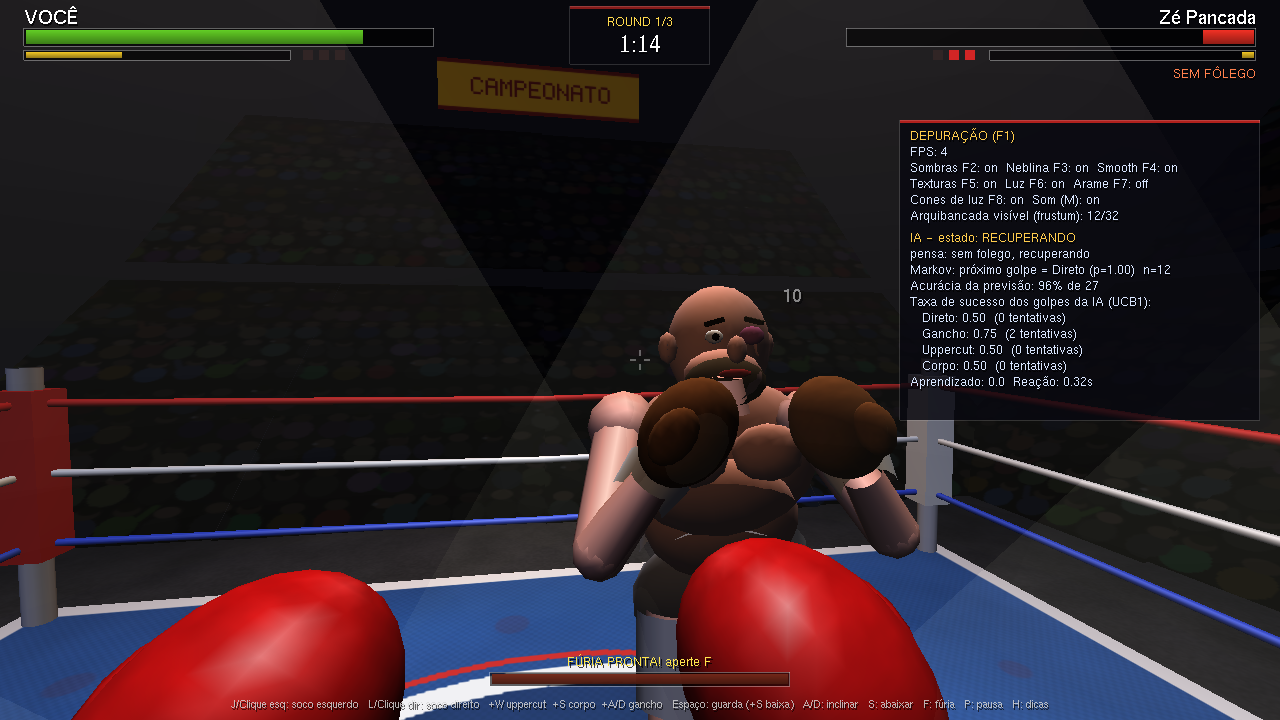 VOCÊ
ROUND 1/3
1:14
Zé Pancada
SEM FÔLEGO
CAMPEONATO
DEPURAÇÃO (F1)
FPS: 4
Sombras F2: on Neblina F3: on Smooth F4: on
Texturas F5: on Luz F6: on Arame F7: off
Cones de luz F8: on Som (M): on
Arquibancada visível (frustum): 12/32
IA - estado: RECUPERANDO
pensa: sem folego, recuperando
Markov: próximo golpe = Direto (p=1.00) n=12
Acurácia da previsão: 96% de 27
Taxa de sucesso dos golpes da IA (UCB1):
Direto: 0.50 (0 tentativas)
Gancho: 0.75 (2 tentativas)
Uppercut: 0.50 (0 tentativas)
Corpo: 0.50 (0 tentativas)
Aprendizado: 0.0 Reação: 0.32s
10
FÚRIA PRONTA! aperte F
J/Clique esq: soco esquerdo L/Clique dir: soco direito +W uppercut +S corpo +A/D gancho Espaço: guarda (+S baixa) A/D: inclinar S: abaixar F: fúria P: pausa H: dicas